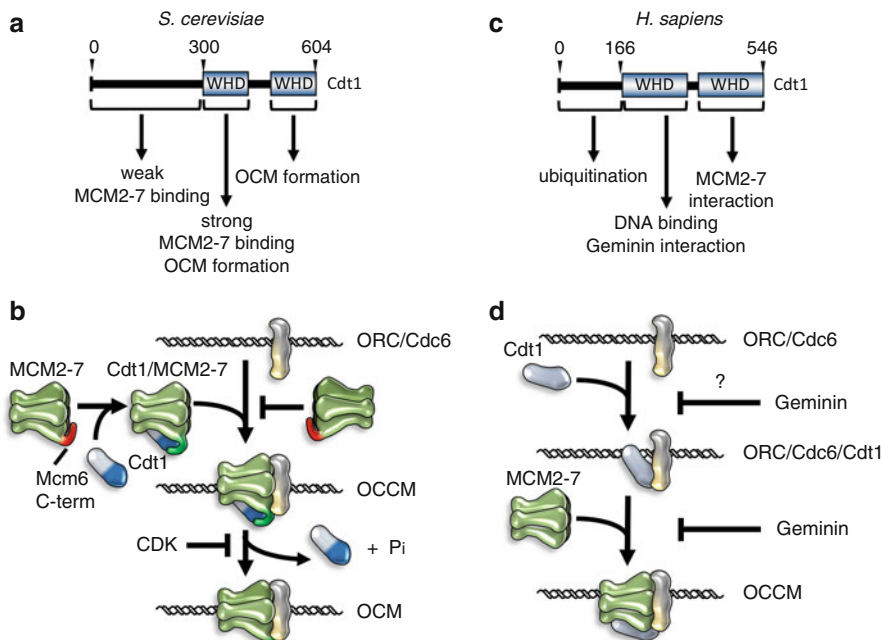 a
S. cerevisiae
0 300 604
WHD WHD Cdt1
weak
MCM2-7 binding
OCM formation
strong
MCM2-7 binding
OCM formation
c
H. sapiens
0 166 546
WHD WHD Cdt1
ubiquitination
MCM2-7
interaction
DNA binding
Geminin interaction
b
ORC/Cdc6
MCM2-7 Cdt1/MCM2-7
Mcm6
C-term
Cdt1
OCCM
CDK
+ Pi
OCM
d
ORC/Cdc6
Cdt1
?
Geminin
ORC/Cdc6/Cdt1
MCM2-7
Geminin
OCCM